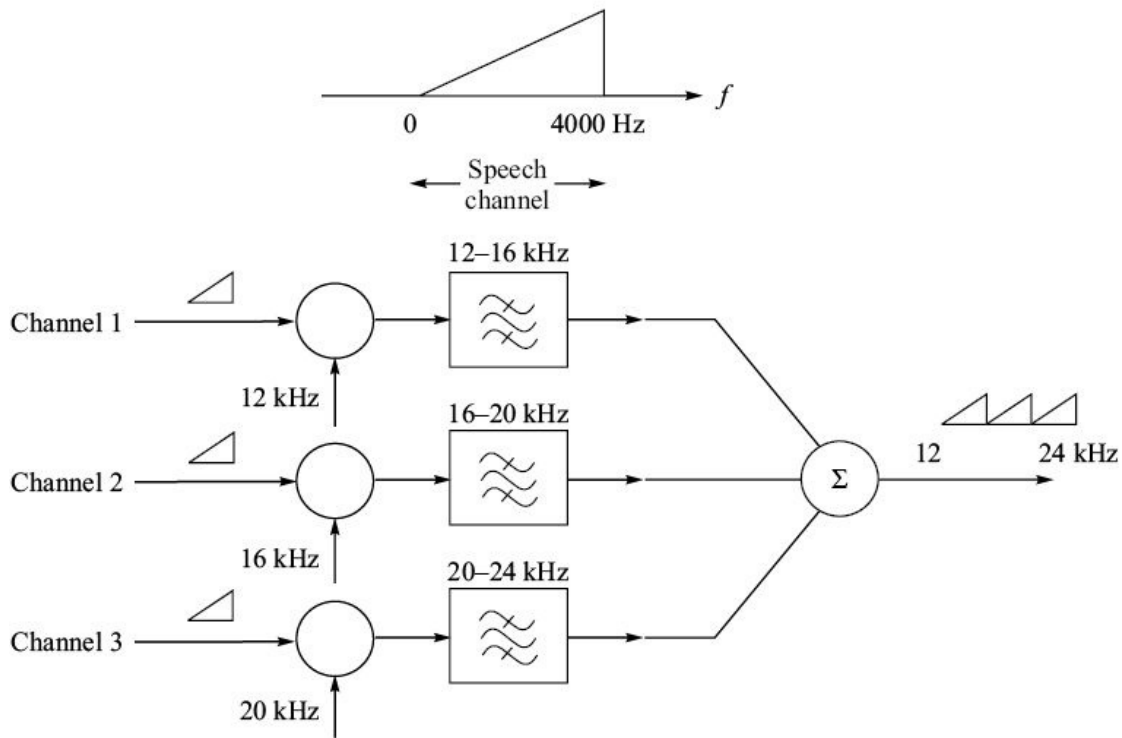 f
0
4000 Hz
Speech
channel
12–16 kHz
Channel 1
12 kHz
16–20 kHz
12
24 kHz
Channel 2
Σ
16 kHz
20–24 kHz
Channel 3
20 kHz